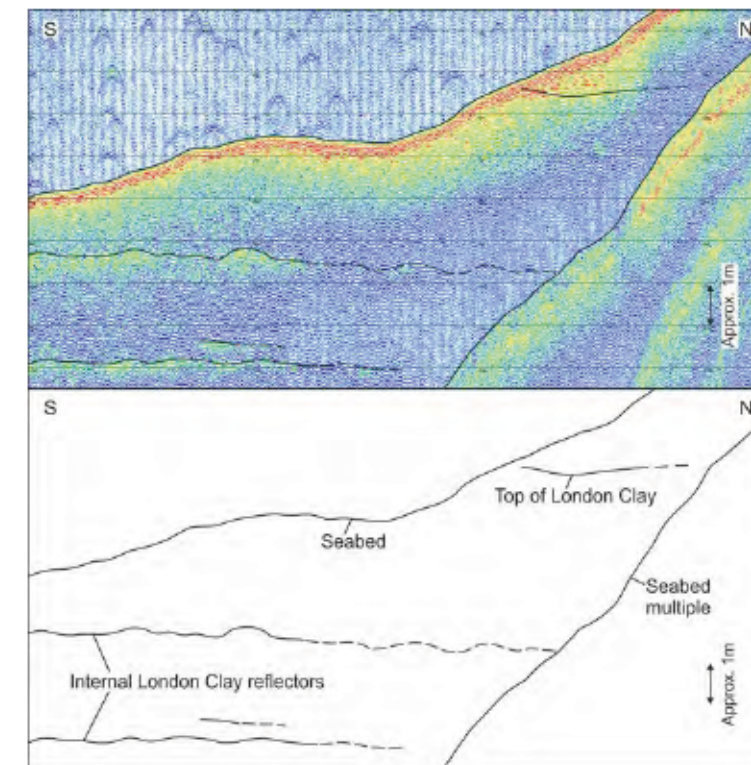 S
N
Approx. 1m
S
N
Top of London Clay
Seabed
Seabed
multiple
Approx. 1m
Internal London Clay reflectors